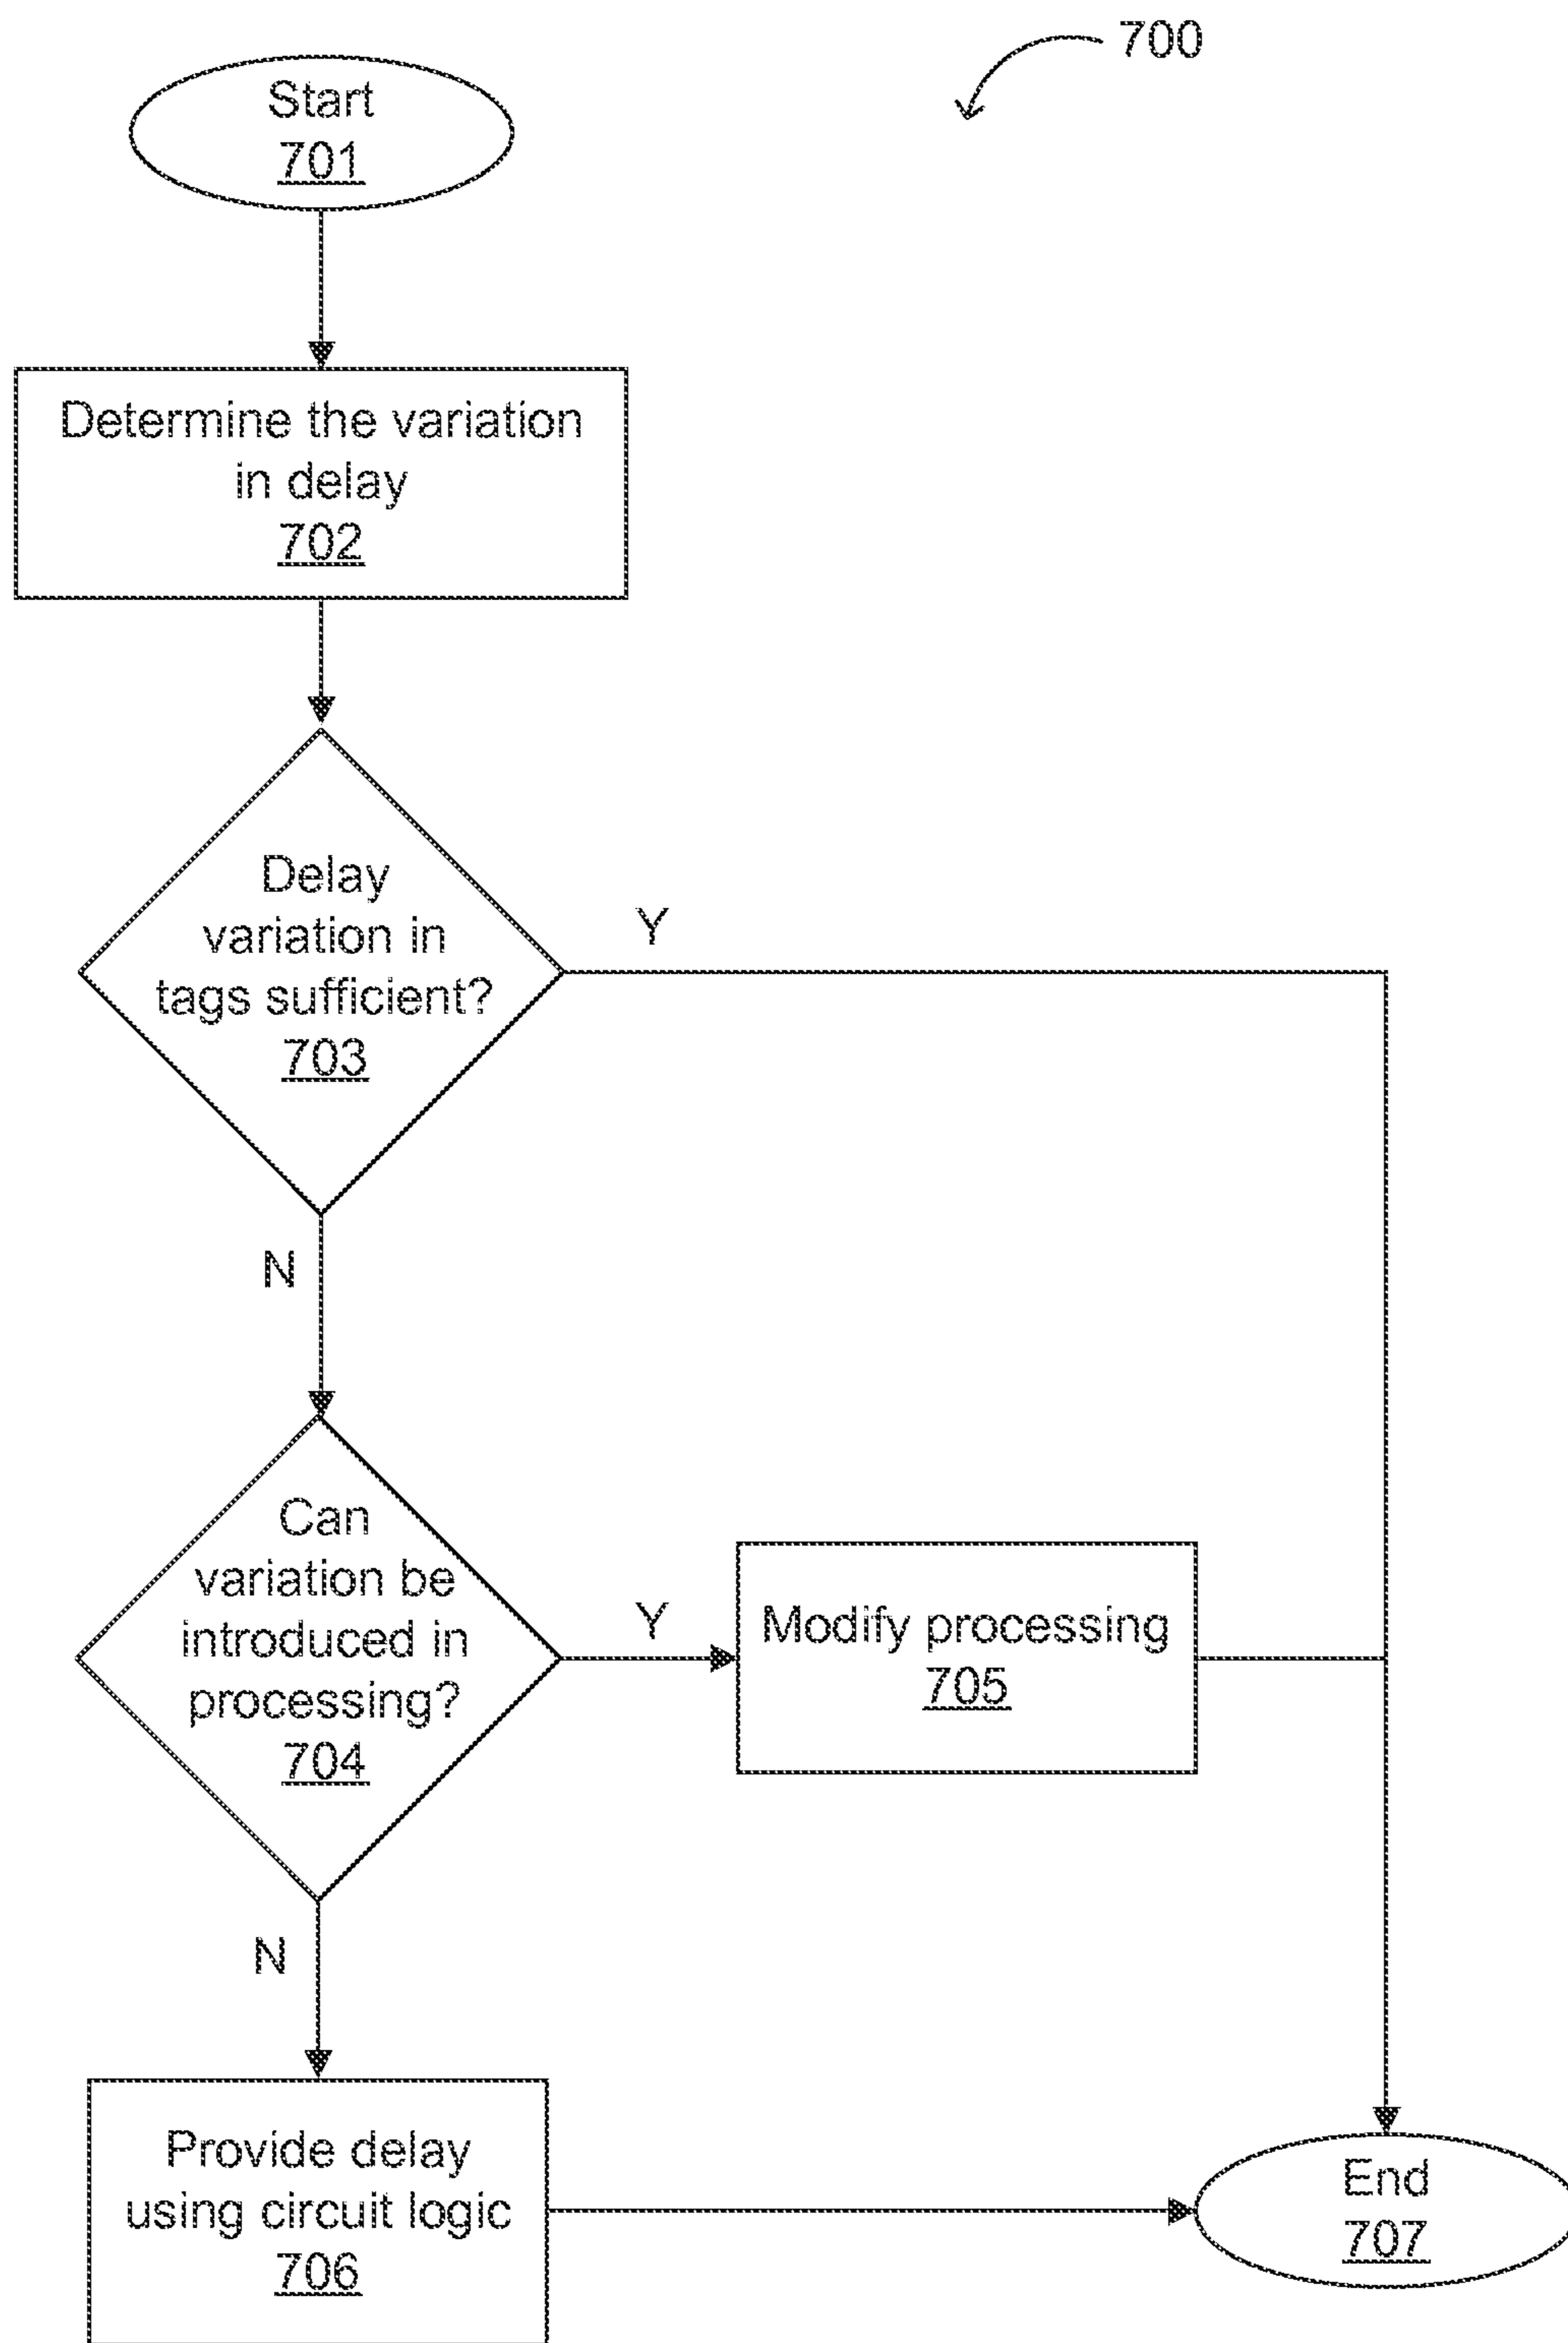 700
Start
701
Determine the variation
in delay
702
Delay
variation in
tags sufficient?
703
Y
N
Can
variation be
introduced in
processing?
704
Y
Modify processing
705
N
Provide delay
using circuit logic
706
End
707